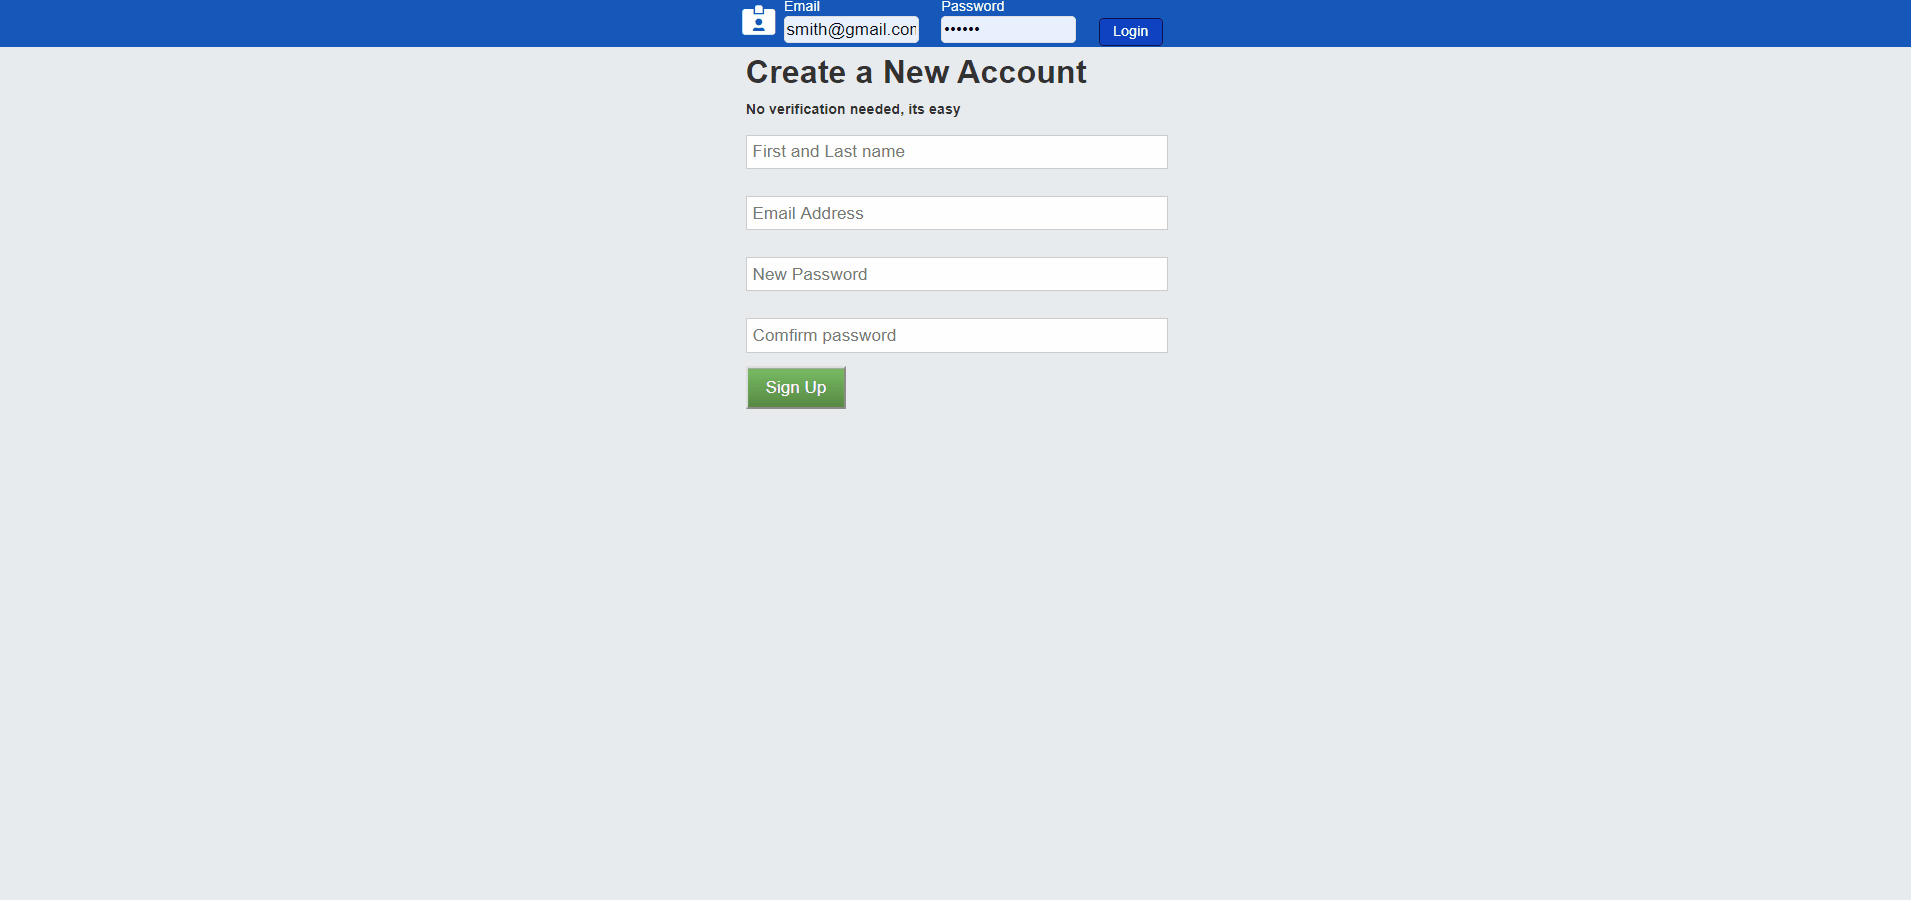 Email Password
smith@gmail.com •••••• Login
Create a New Account
No verification needed, its easy
First and Last name
Email Address
New Password
Comfirm password
Sign Up